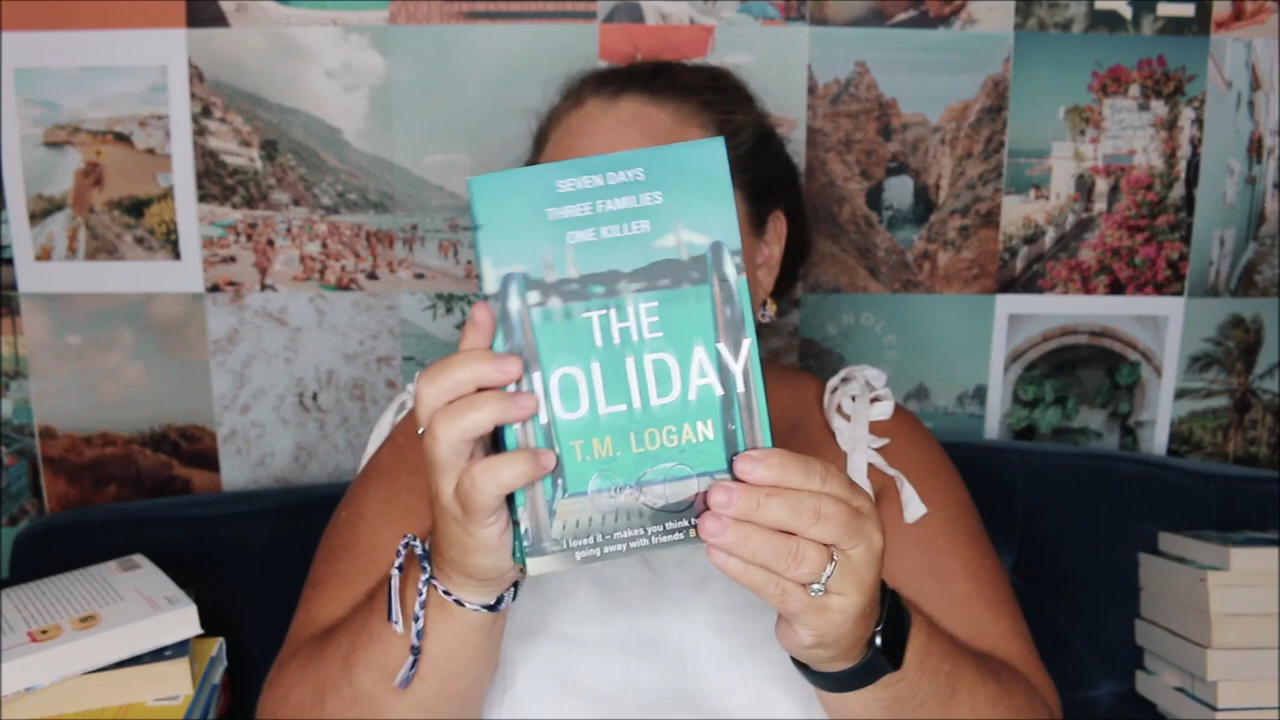 SEVEN DAYS
THREE FAMILIES
ONE KILLER
THE
HOLIDAY
T.M. LOGAN
I loved it – makes you think
going away with friends' B